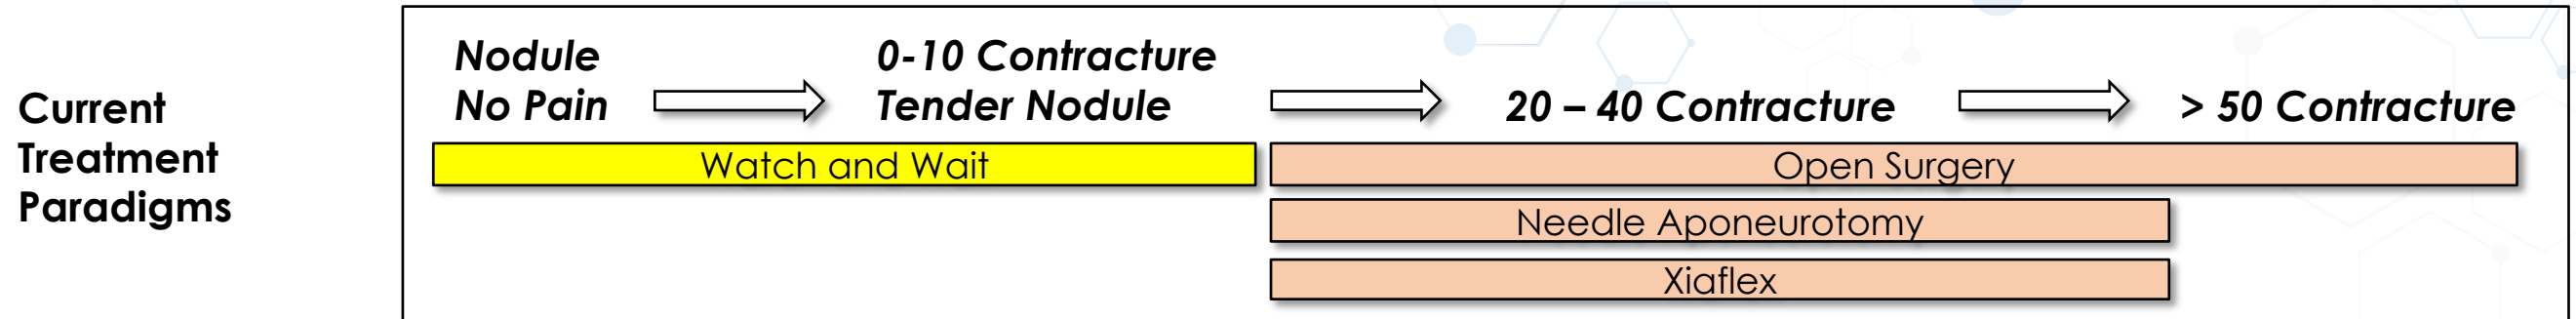 Current
Treatment
Paradigms
Nodule
No Pain
0-10 Contracture
Tender Nodule
20 – 40 Contracture
> 50 Contracture
Watch and Wait
Open Surgery
Needle Aponeurotomy
Xiaflex